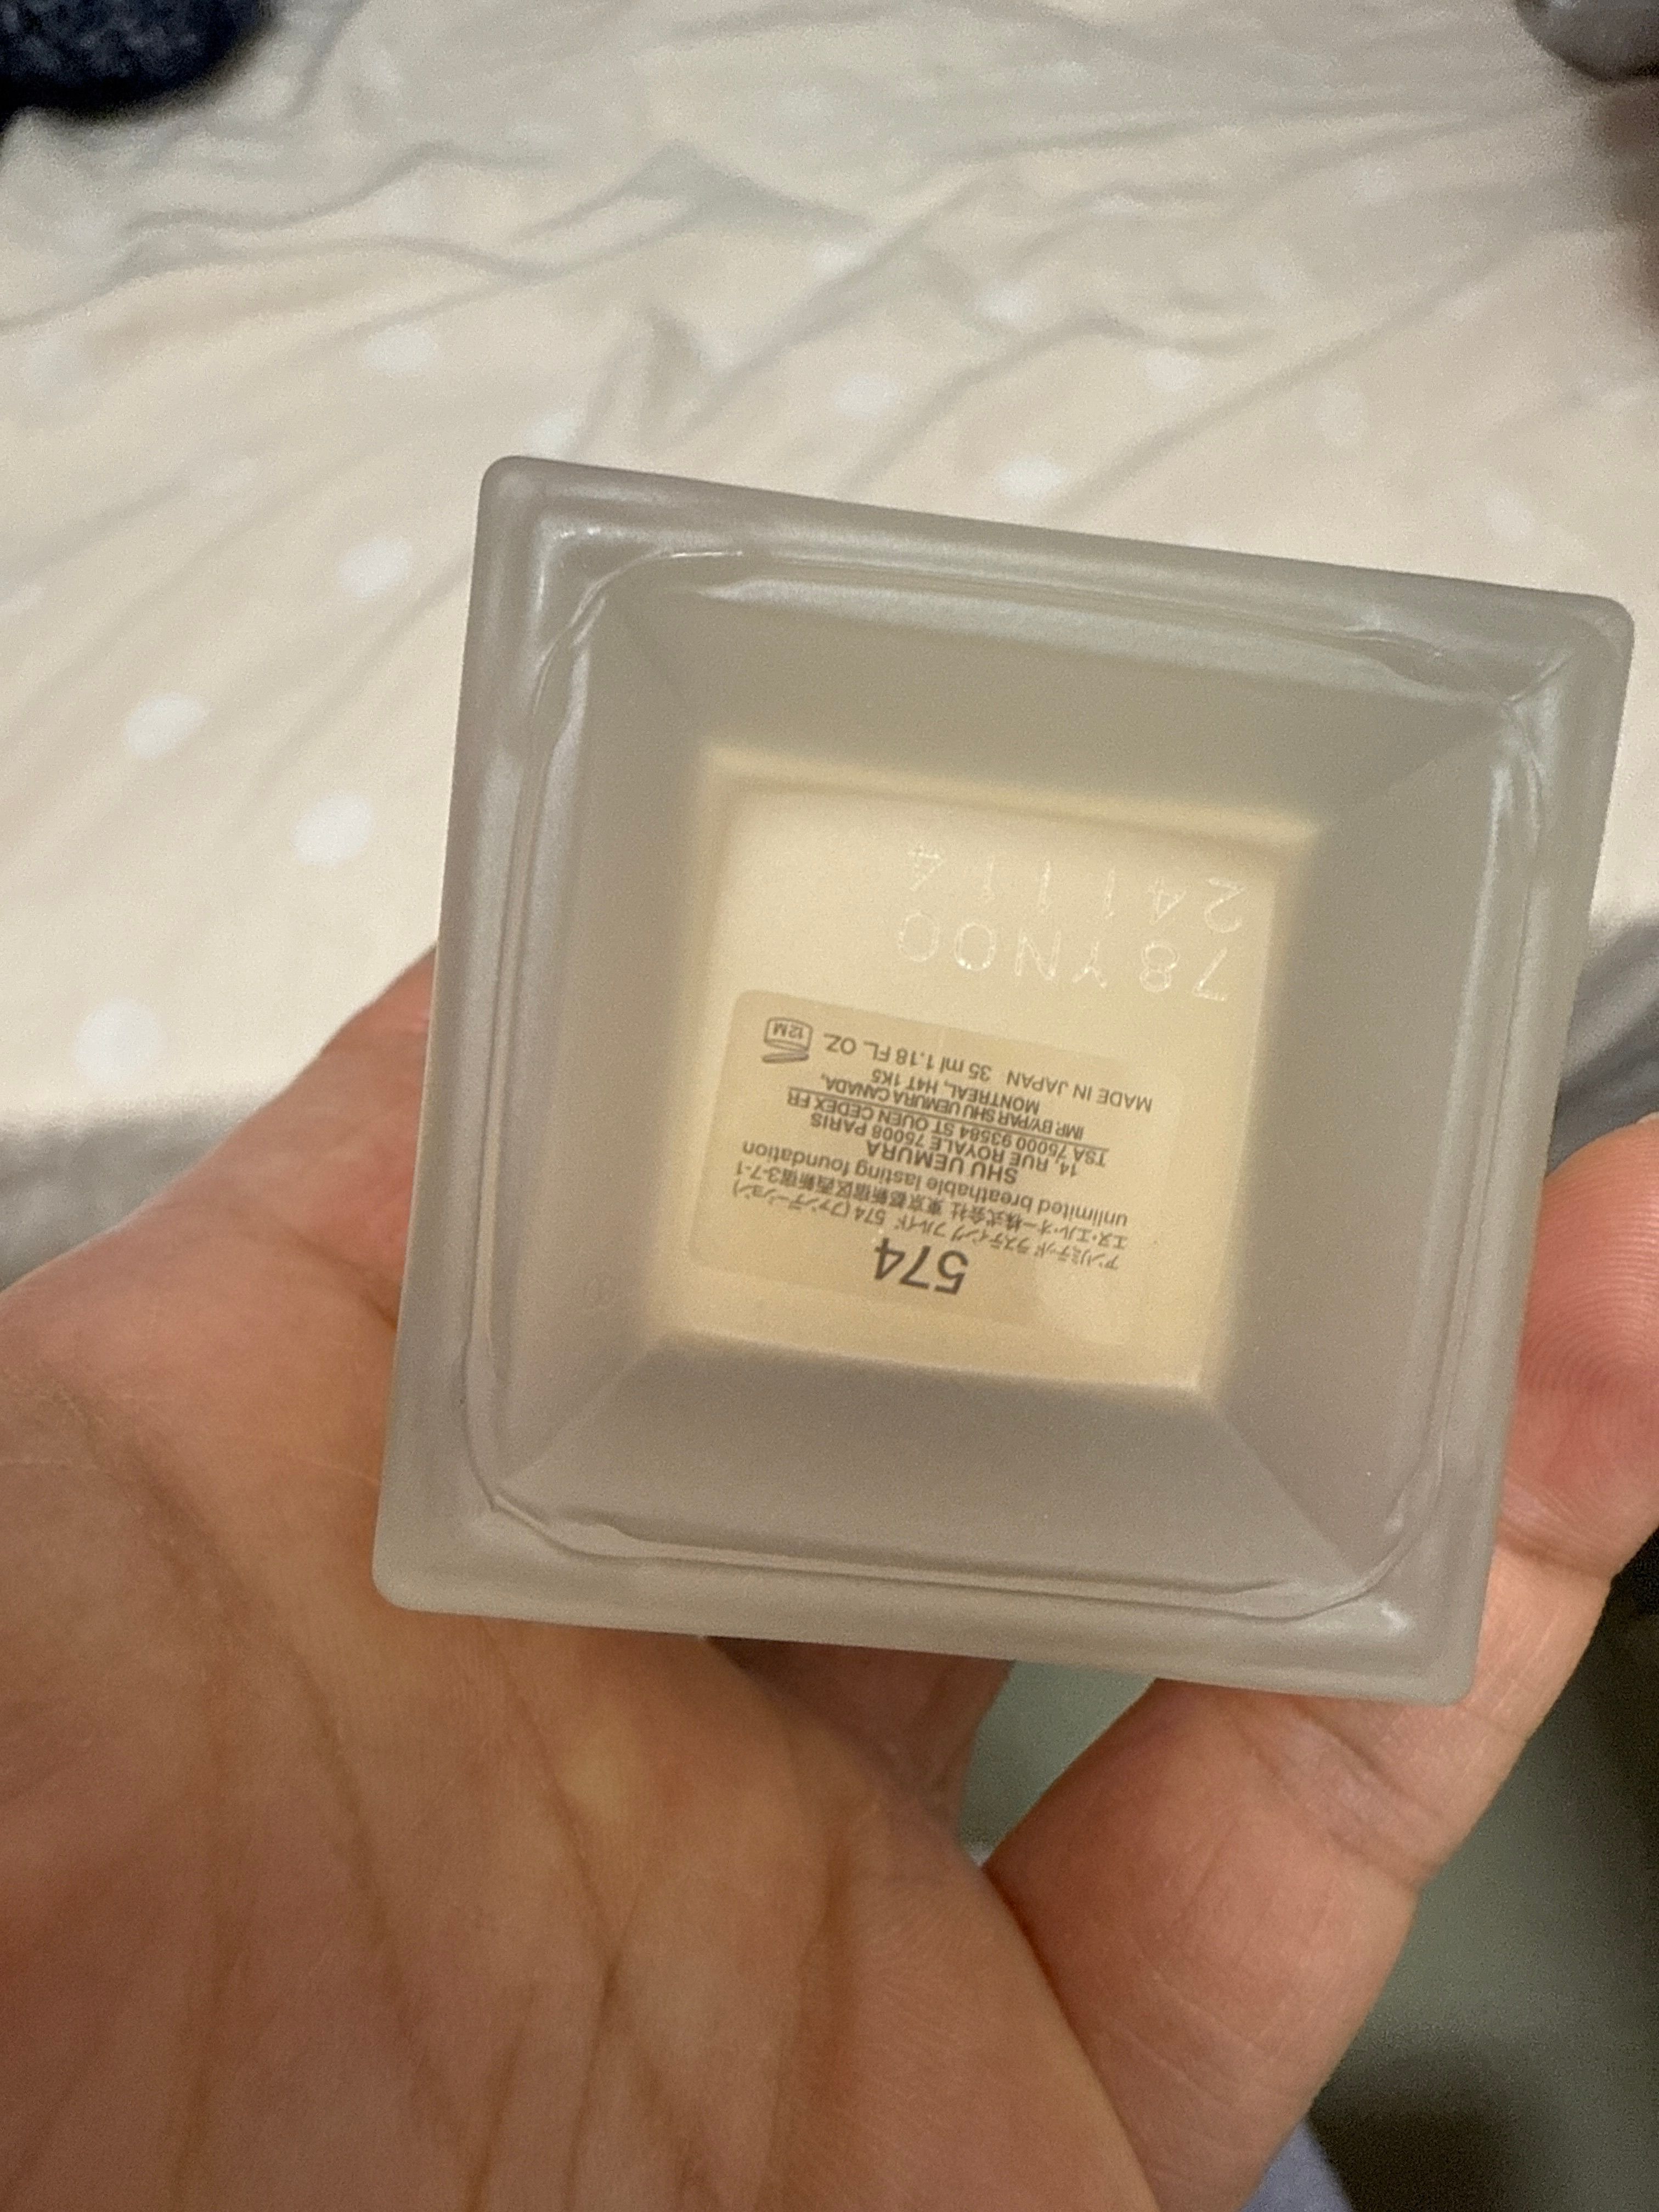 574
アンリミテッド ラスティング フルイド 574 (ファンデーション)
エヌ・エル・オー株式会社 東京都新宿区西新宿3-7-1
unlimited breathable lasting foundation
SHU UEMURA
14, RUE ROYALE 75008 PARIS
TSA 75000 93584 ST OUEN CEDEX FR
IMP. BY/PAR SHU UEMURA CANADA,
MONTREAL, H4T 1K5
MADE IN JAPAN 35 ml 1.18 FL. OZ.
12M
78YN00
24114